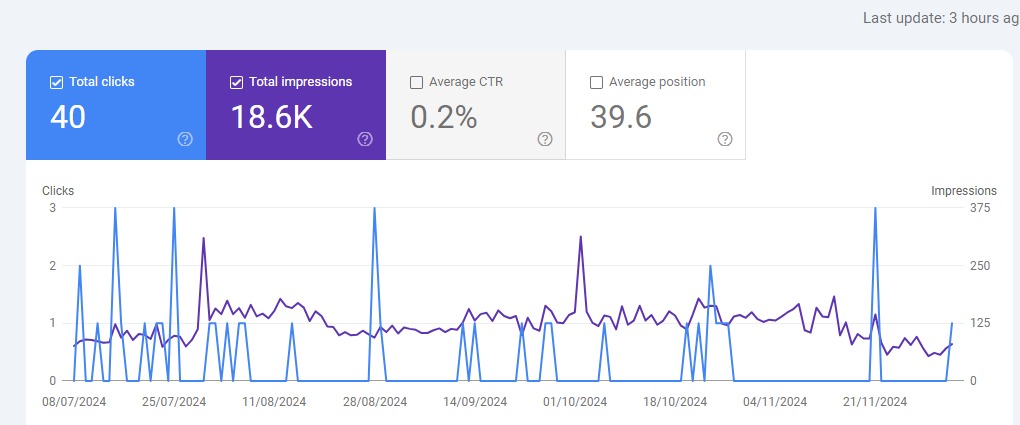 Last update: 3 hours ag
Total clicks
40
Total impressions
18.6K
Average CTR
0.2%
Average position
39.6
Clicks
Impressions
3
375
2
250
1
125
0
0
08/07/2024 25/07/2024 11/08/2024 28/08/2024 14/09/2024 01/10/2024 18/10/2024 04/11/2024 21/11/2024